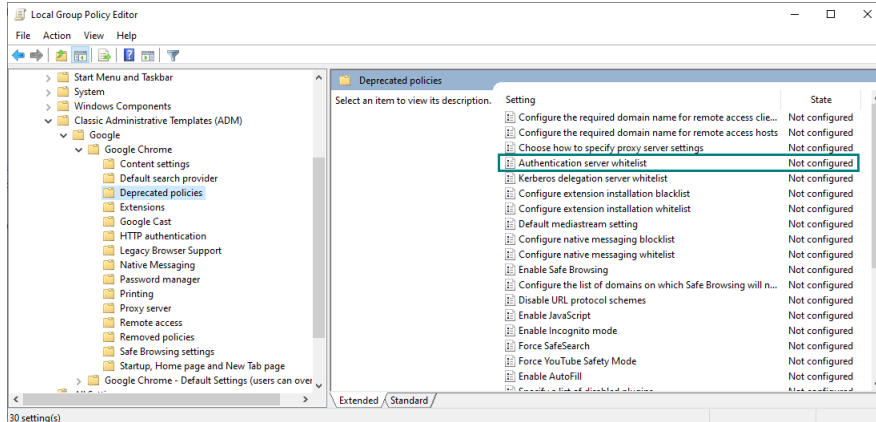 Local Group Policy Editor
File Action View Help
Start Menu and Taskbar
System
Windows Components
Classic Administrative Templates (ADM)
Google
Google Chrome
Content settings
Default search provider
Deprecated policies
Extensions
Google Cast
HTTP authentication
Legacy Browser Support
Native Messaging
Password manager
Printing
Proxy server
Remote access
Removed policies
Safe Browsing settings
Startup, Home page and New Tab page
Google Chrome - Default Settings (users can over
Deprecated policies
Select an item to view its description.
Setting State
Configure the required domain name for remote access clie... Not configured
Configure the required domain name for remote access hosts Not configured
Choose how to specify proxy server settings Not configured
Authentication server whitelist Not configured
Kerberos delegation server whitelist Not configured
Configure extension installation blacklist Not configured
Configure extension installation whitelist Not configured
Default mediastream setting Not configured
Configure native messaging blocklist Not configured
Configure native messaging whitelist Not configured
Enable Safe Browsing Not configured
Configure the list of domains on which Safe Browsing will n... Not configured
Disable URL protocol schemes Not configured
Enable JavaScript Not configured
Enable Incognito mode Not configured
Force SafeSearch Not configured
Force YouTube Safety Mode Not configured
Enable AutoFill Not configured
Extended Standard
30 setting(s)